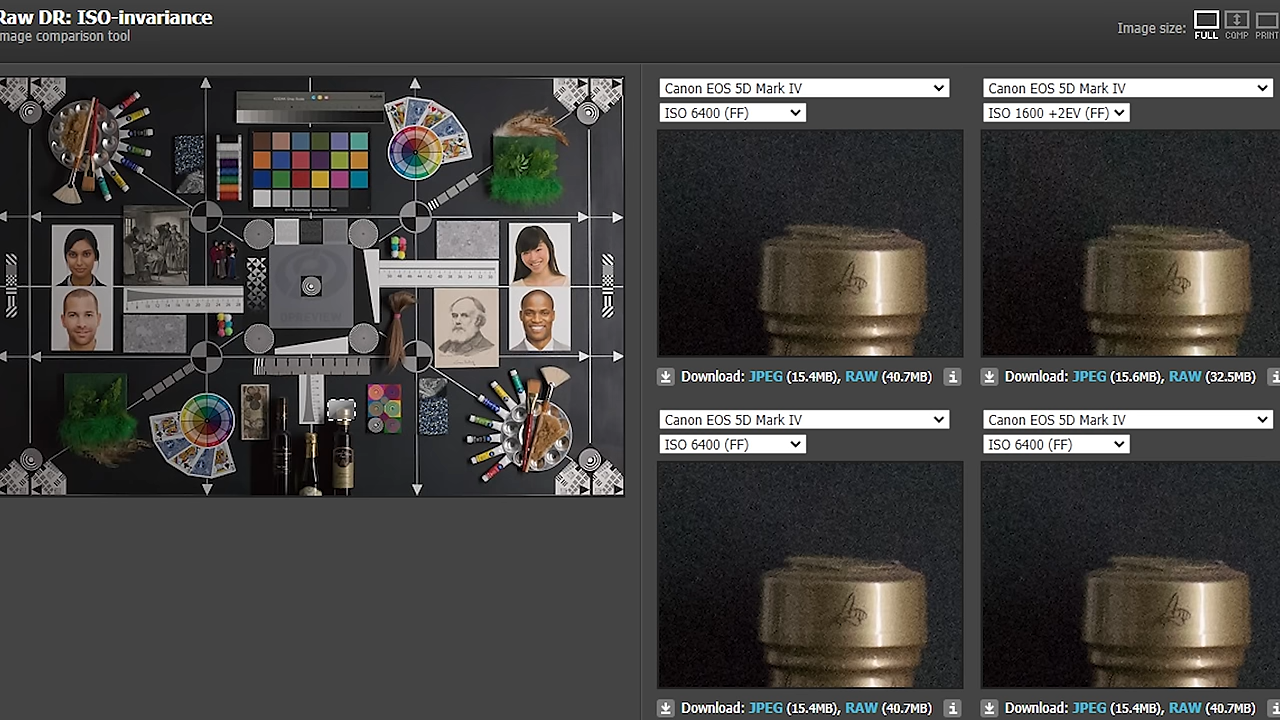 Raw DR: ISO-invariance
mage comparison tool
Image size:
FULL COMP PRINT
Canon EOS 5D Mark IV
ISO 6400 (FF)
Download: JPEG (15.4MB), RAW (40.7MB)
Canon EOS 5D Mark IV
ISO 1600 +2EV (FF)
Download: JPEG (15.6MB), RAW (32.5MB)
Canon EOS 5D Mark IV
ISO 6400 (FF)
Download: JPEG (15.4MB), RAW (40.7MB)
Canon EOS 5D Mark IV
ISO 6400 (FF)
Download: JPEG (15.4MB), RAW (40.7MB)